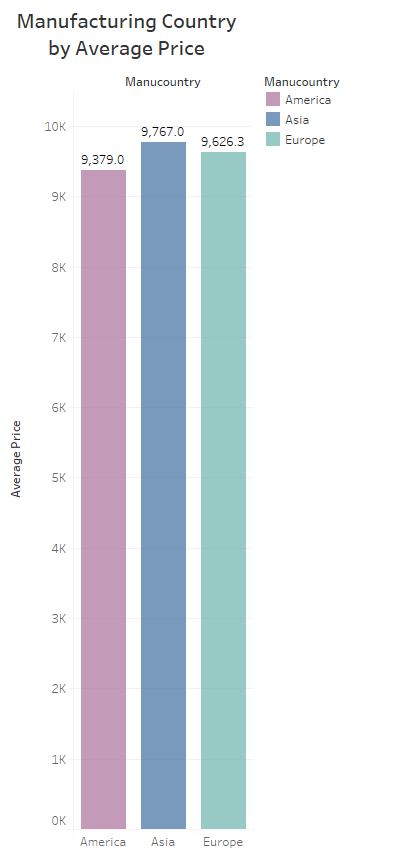 Manufacturing Country
by Average Price
Manucountry
Manucountry
America
Asia
Europe
10K
9K
8K
7K
6K
5K
4K
3K
2K
1K
0K
Average Price
9,379.0
9,767.0
9,626.3
America
Asia
Europe